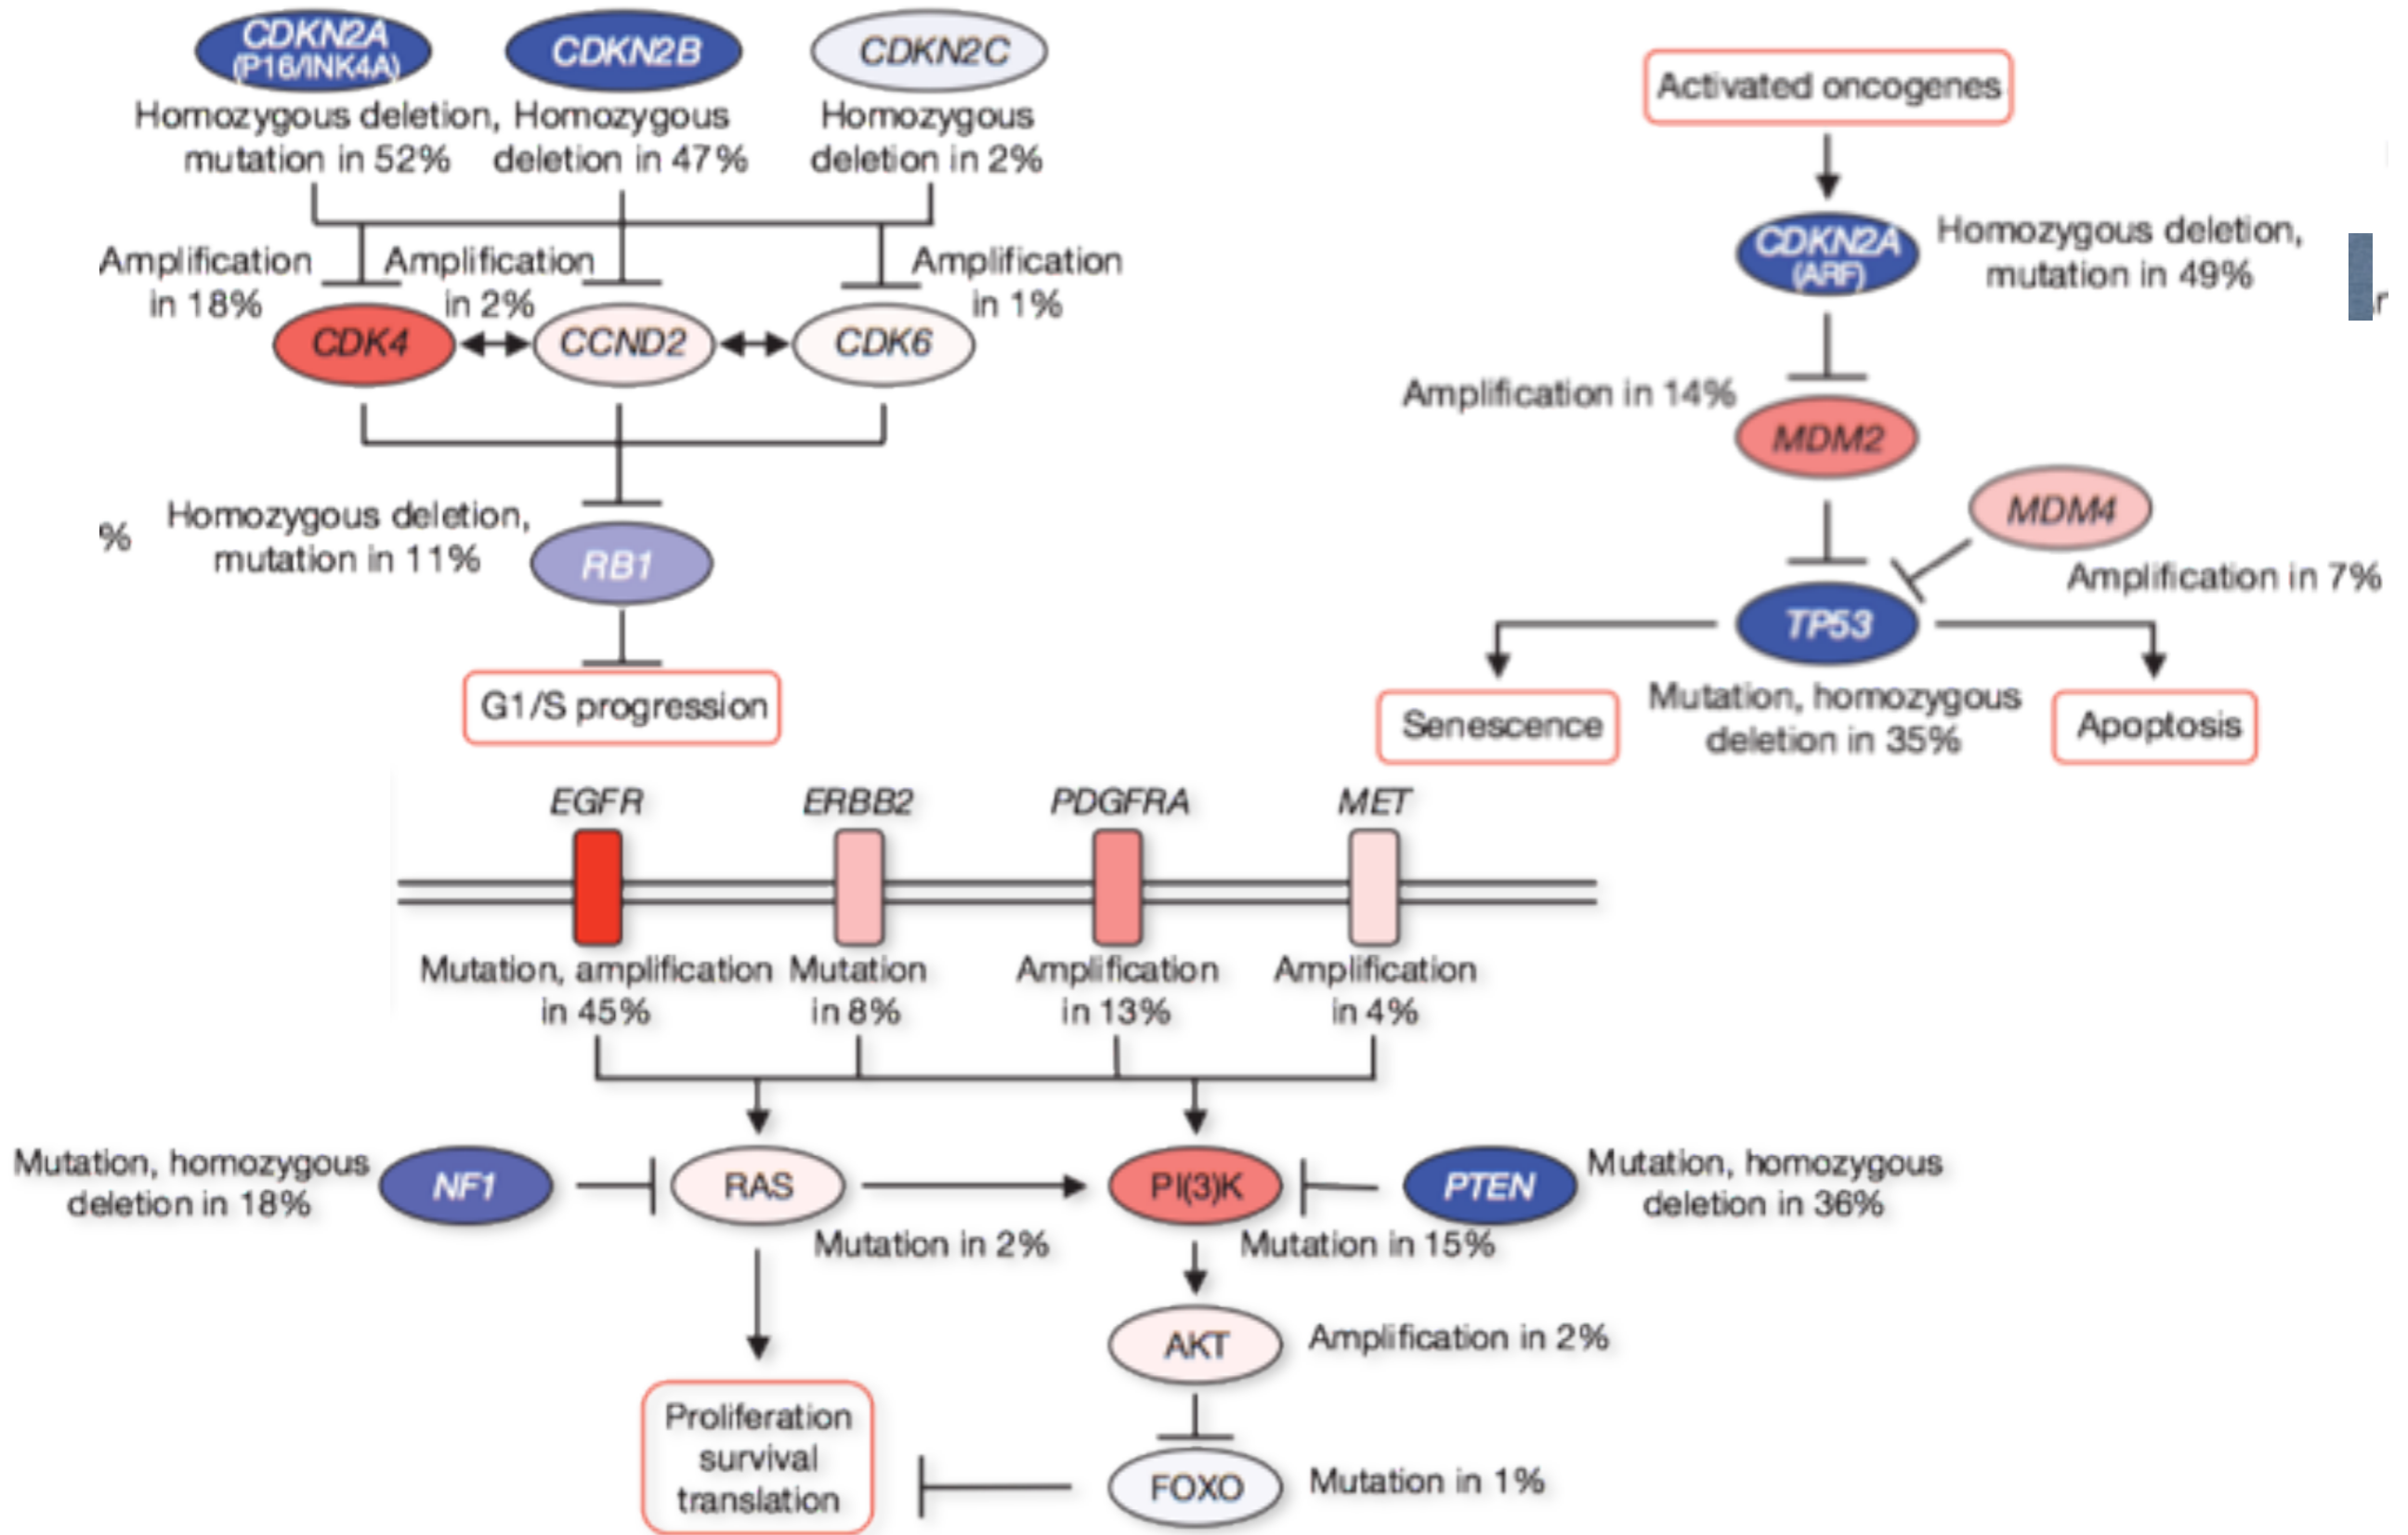 CDKN2A
(P16/INK4A)
Homozygous deletion,
mutation in 52%
CDKN2B
Homozygous
deletion in 47%
CDKN2C
Homozygous
deletion in 2%
Amplification
in 18%
CDK4
Amplification
in 2%
CCND2
Amplification
in 1%
CDK6
%
Homozygous deletion,
mutation in 11%
RB1
G1/S progression
Activated oncogenes
CDKN2A
(ARF)
Homozygous deletion,
mutation in 49%
Amplification in 14%
MDM2
MDM4
Amplification in 7%
TP53
Mutation, homozygous
deletion in 35%
Senescence
Apoptosis
EGFR
ERBB2
PDGFRA
MET
Mutation, amplification
in 45%
Mutation
in 8%
Amplification
in 13%
Amplification
in 4%
Mutation, homozygous
deletion in 18%
NF1
RAS
Mutation in 2%
PI(3)K
Mutation in 15%
PTEN
Mutation, homozygous
deletion in 36%
AKT
Amplification in 2%
Proliferation
survival
translation
FOXO
Mutation in 1%